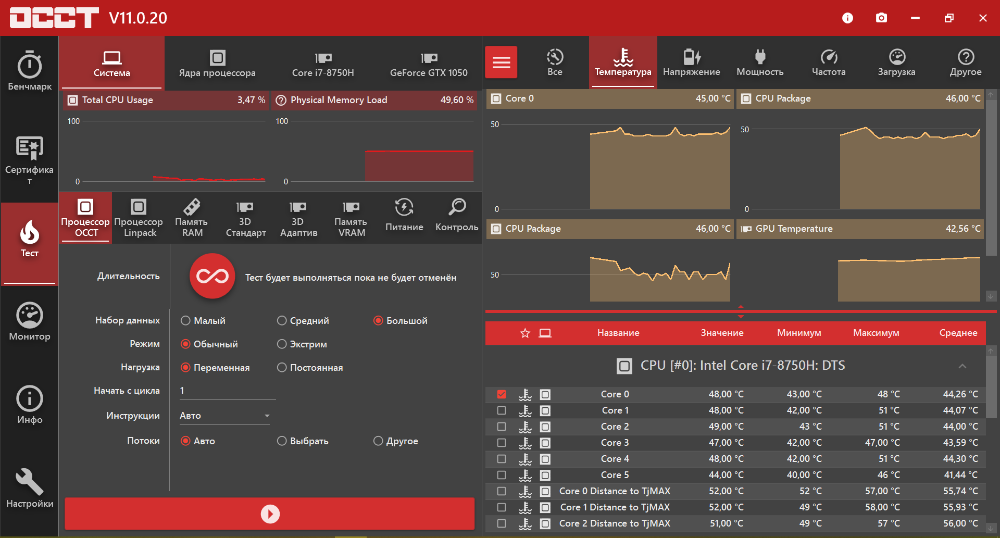 OCCT V11.0.20
Бенчмарк
Сертифика
т
Тест
Монитор
Инфо
Настройки
Система
Ядра процессора
Core i7-8750H
GeForce GTX 1050
Total CPU Usage 3,47 %
100
0
Physical Memory Load 49,60 %
100
0
Процессор
OCCT
Процессор
Linpack
Память
RAM
3D
Стандарт
3D
Адаптив
Память
VRAM
Питание
Контроль
Длительность
Тест будет выполняться пока не будет отменён
Набор данных Малый Средний Большой
Режим Обычный Экстрим
Нагрузка Переменная Постоянная
Начать с цикла 1
Инструкции Авто
Потоки Авто Выбрать Другое
Все
Температура
Напряжение
Мощность
Частота
Загрузка
Другое
Core 0 45,00 °C
50
0
CPU Package 46,00 °C
50
0
CPU Package 46,00 °C
50
GPU Temperature 42,56 °C
Название Значение Минимум Максимум Среднее
CPU [#0]: Intel Core i7-8750H: DTS
Core 0 48,00 °C 43,00 °C 48 °C 44,26 °C
Core 1 48,00 °C 42,00 °C 51 °C 44,07 °C
Core 2 49,00 °C 43 °C 51 °C 44,00 °C
Core 3 47,00 °C 42,00 °C 47,00 °C 43,59 °C
Core 4 48,00 °C 42,00 °C 51 °C 44,30 °C
Core 5 44,00 °C 40,00 °C 46 °C 41,44 °C
Core 0 Distance to TjMAX 52,00 °C 52 °C 57,00 °C 55,74 °C
Core 1 Distance to TjMAX 52,00 °C 49 °C 58,00 °C 55,93 °C
Core 2 Distance to TjMAX 51,00 °C 49 °C 57 °C 56,00 °C